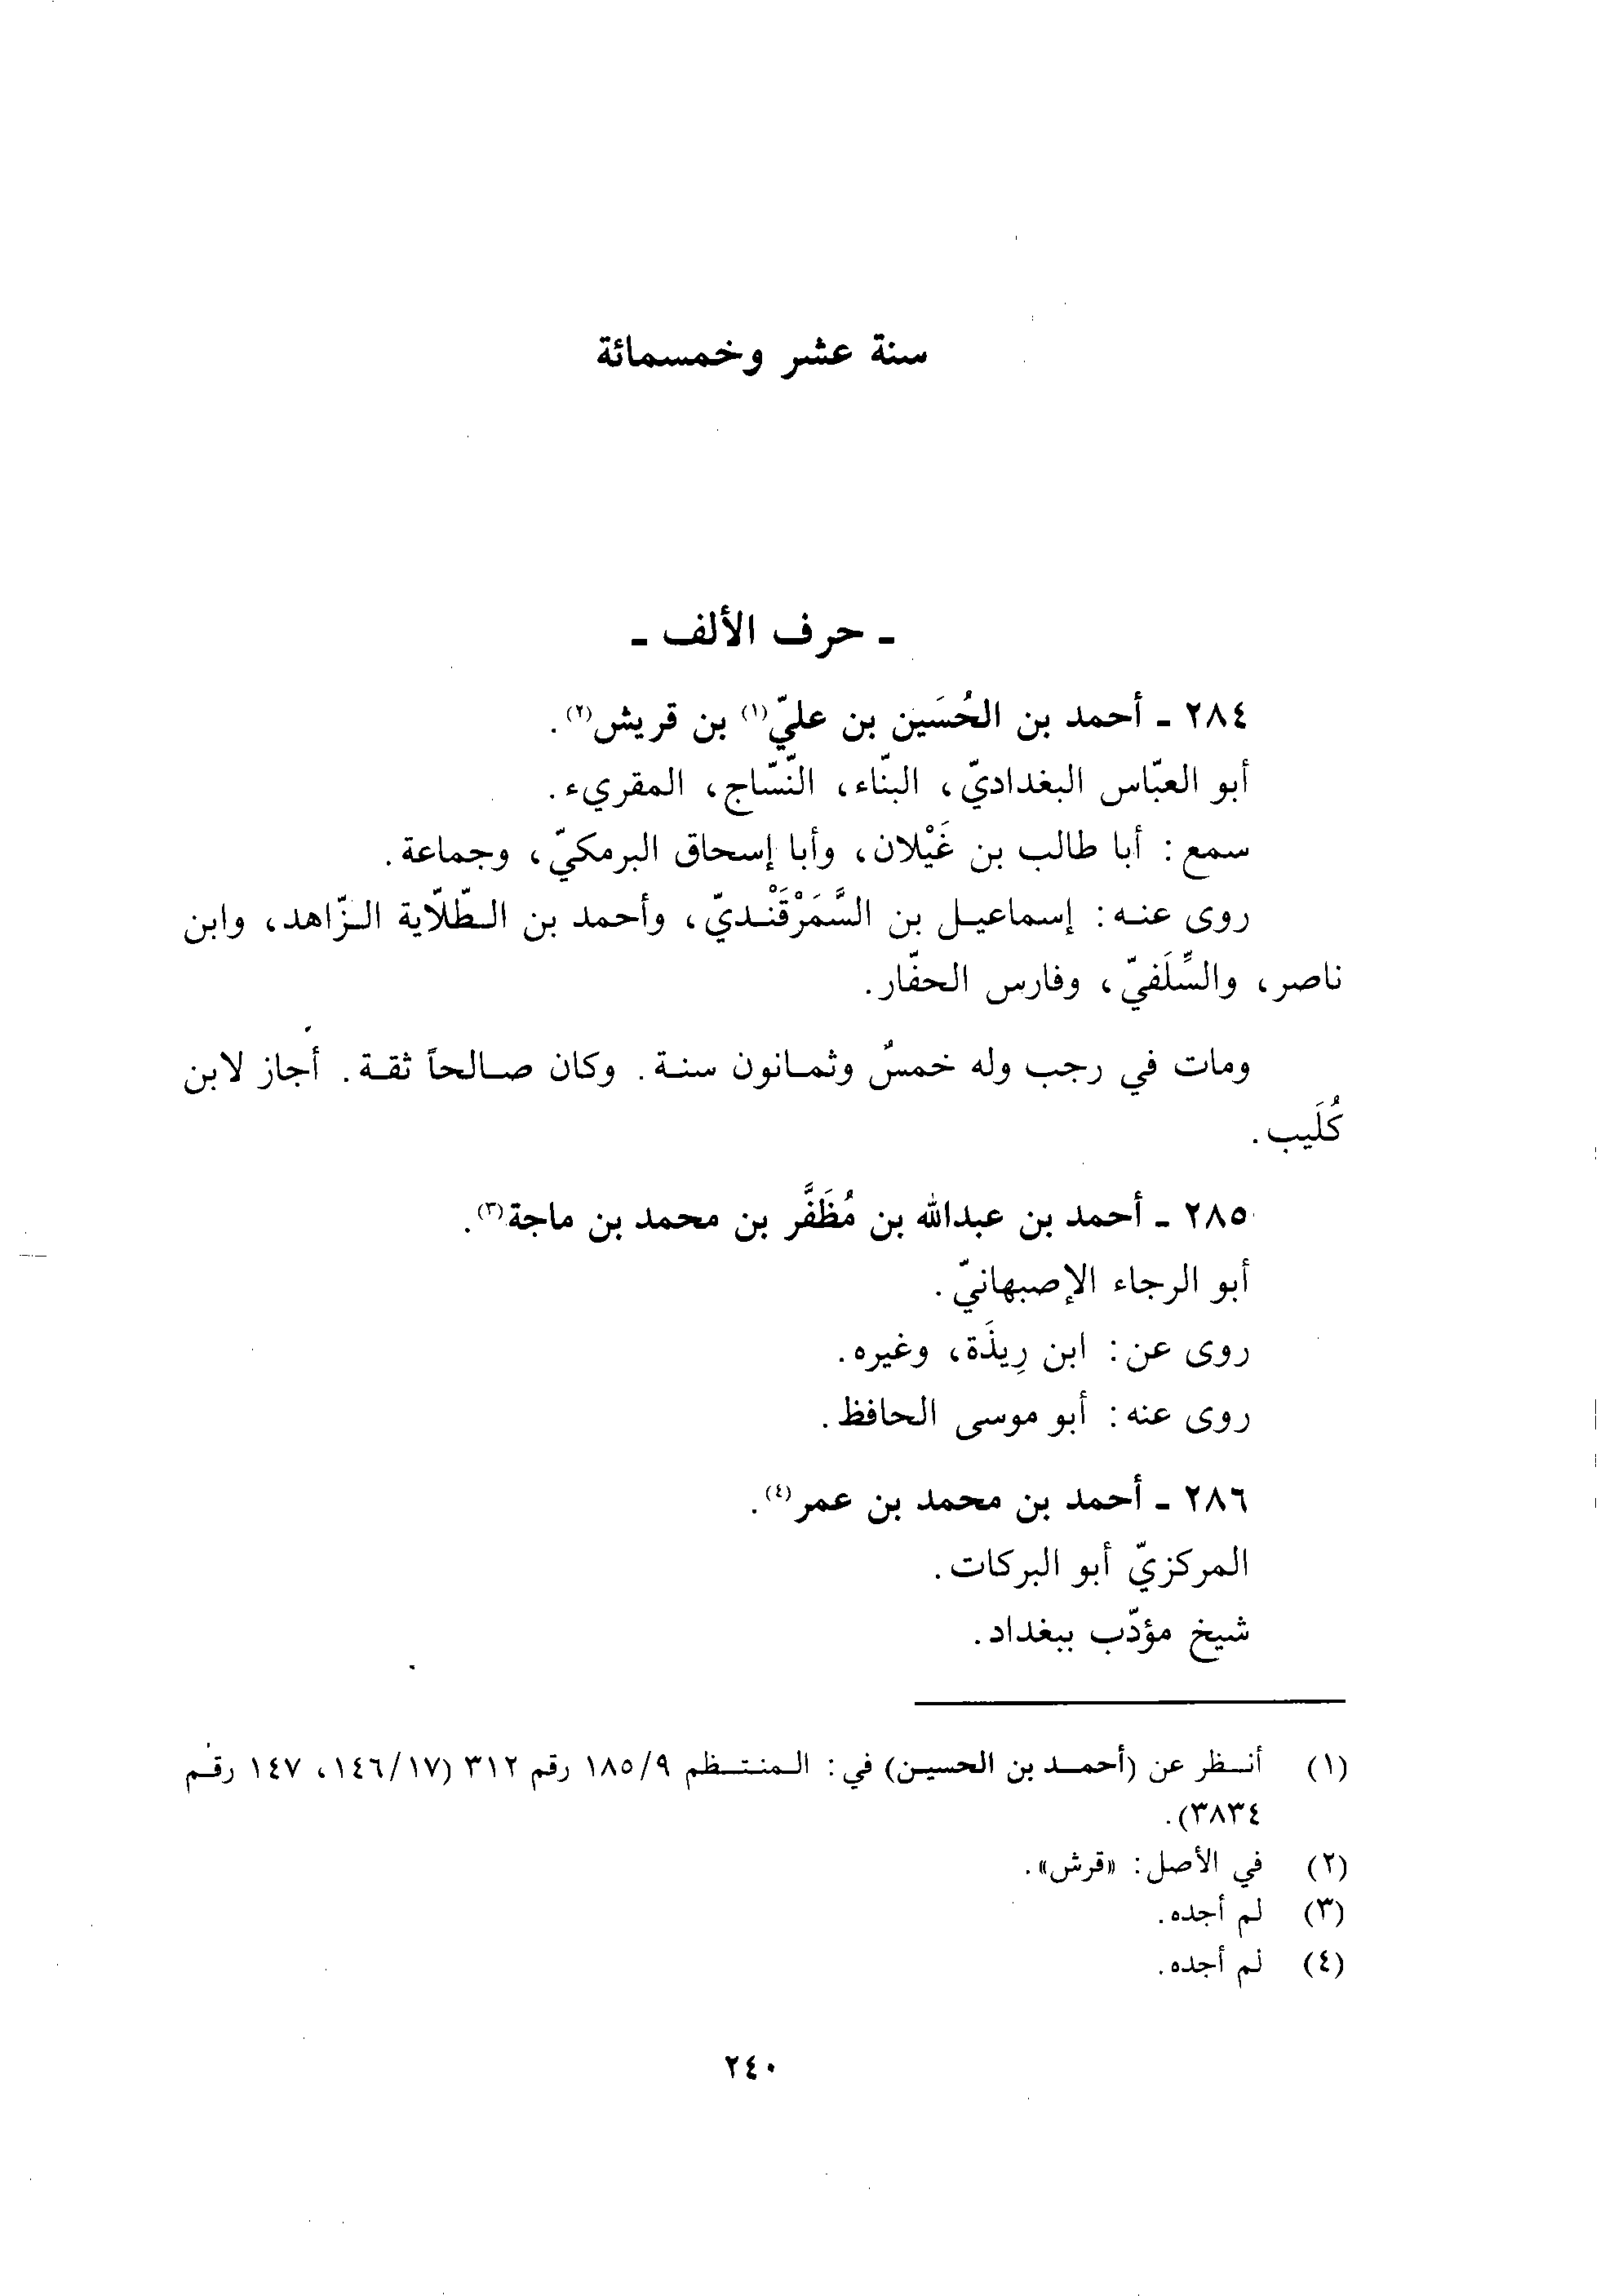 سنة عشر وخمسمائة
- حرف الألف -
٢٨٤ - أحمد بن الحُسَين بن عليّ(١) بن قريش(٢).
أبو العبّاس البغداديّ، البنّاء، النّسّاج، المقريء.
سمع: أبا طالب بن غَيْلان، وأبا إسحاق البرمكيّ، وجماعة.
روى عنه: إسماعيل بن السَّمَرْقَنْديّ، وأحمد بن الطّلّاية الزّاهد، وابن
ناصر، والسِّلَفيّ، وفارس الحفّار.
ومات في رجب وله خمسٌ وثمانون سنة. وكان صالحاً ثقة. أجاز لابن
كُلَيب.
٢٨٥ - أحمد بن عبدالله بن مُظَفَّر بن محمد بن ماجة(٣).
أبو الرجاء الإصبهانيّ.
روى عن: ابن رِيذَة، وغيره.
روى عنه: أبو موسى الحافظ.
٢٨٦ - أحمد بن محمد بن عمر(٤).
المركزيّ أبو البركات.
شيخ مؤدّب ببغداد.
(١) أنظر عن (أحمد بن الحسين) في: المنتظم ١٨٥/٩ رقم ٣١٢ (١٤٦/١٧، ١٤٧ رقم
٣٨٣٤).
(٢) في الأصل: «قرش».
(٣) لم أجده.
(٤) لم أجده.
٢٤٠